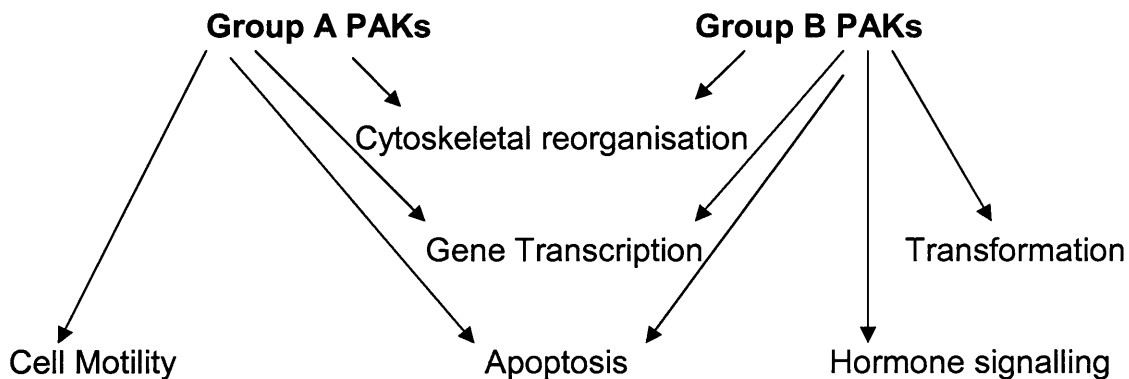 Group A PAKs
Group B PAKs
Cytoskeletal reorganisation
Gene Transcription
Transformation
Cell Motility
Apoptosis
Hormone signalling